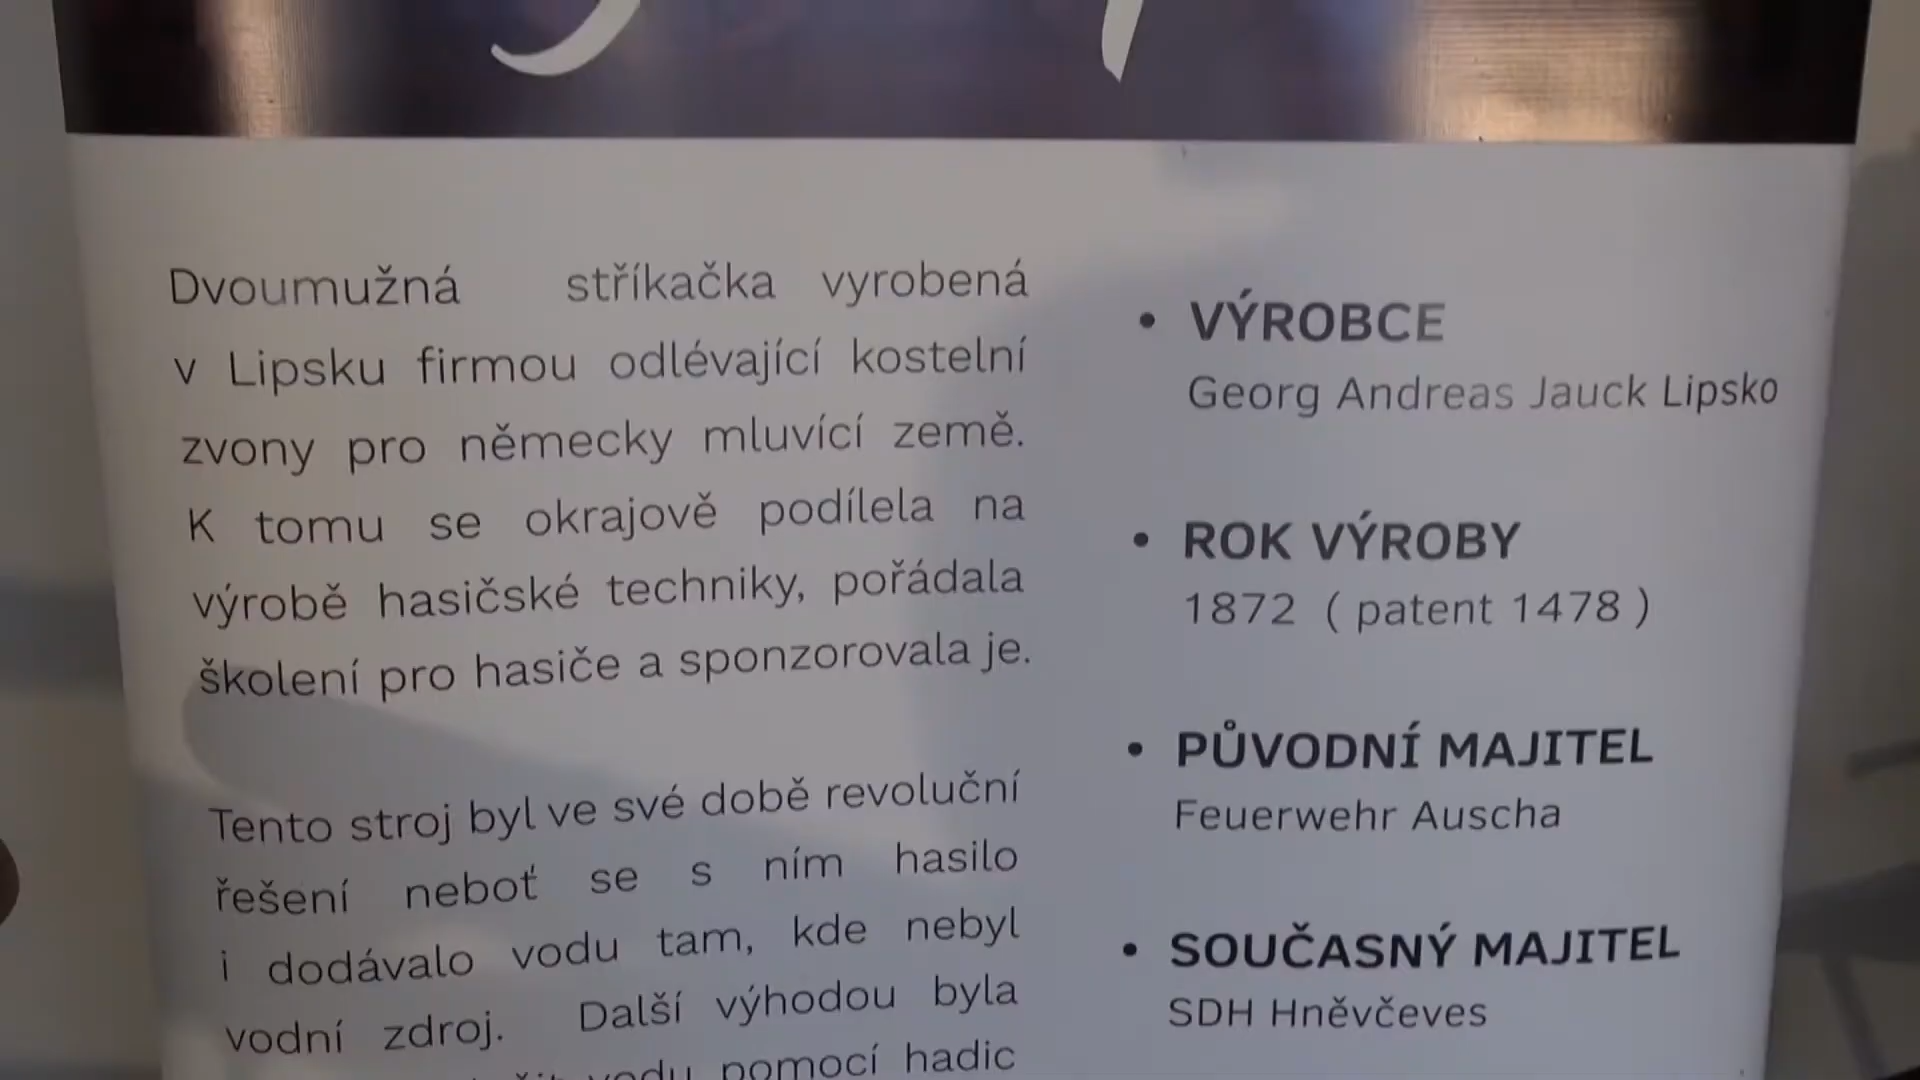 Dvoumužná stříkačka vyrobená
v Lipsku firmou odlévající kostelní
zvony pro německy mluvící země.
K tomu se okrajově podílela na
výrobě hasičské techniky, pořádala
školení pro hasiče a sponzorovala je.
Tento stroj byl ve své době revoluční
řešení neboť se s ním hasilo
i dodávalo vodu tam, kde nebyl
vodní zdroj. Další výhodou byla
vodu pomocí hadic
• VÝROBCE
Georg Andreas Jauck Lipsko
• ROK VÝROBY
1872 ( patent 1478 )
• PŮVODNÍ MAJITEL
Feuerwehr Auscha
• SOUČASNÝ MAJITEL
SDH Hněvčeves